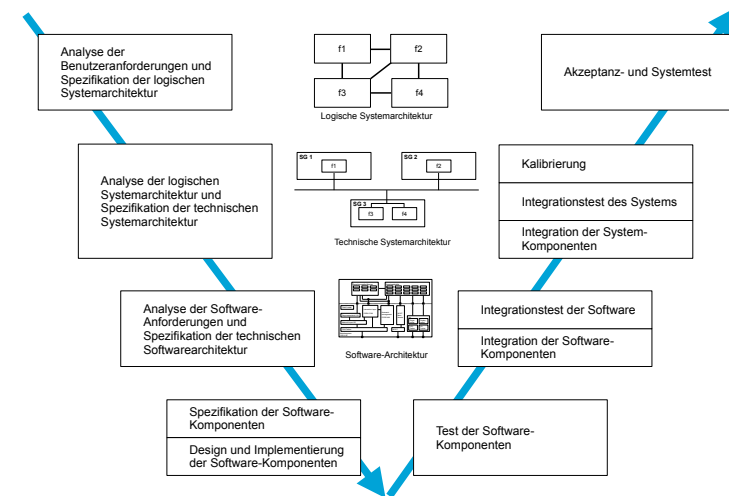 Analyse der
Benutzeranforderungen und
Spezifikation der logischen
Systemarchitektur
f1
f2
f3
f4
Logische Systemarchitektur
Akzeptanz- und Systemtest
Analyse der logischen
Systemarchitektur und
Spezifikation der technischen
Systemarchitektur
SG 1
f1
SG 2
f2
SG 3
f3
f4
Technische Systemarchitektur
Kalibrierung
Integrationstest des Systems
Integration der System-
Komponenten
Analyse der Software-
Anforderungen und
Spezifikation der technischen
Softwarearchitektur
Software-Architektur
Integrationstest der Software
Integration der Software-
Komponenten
Spezifikation der Software-
Komponenten
Design und Implementierung
der Software-Komponenten
Test der Software-
Komponenten